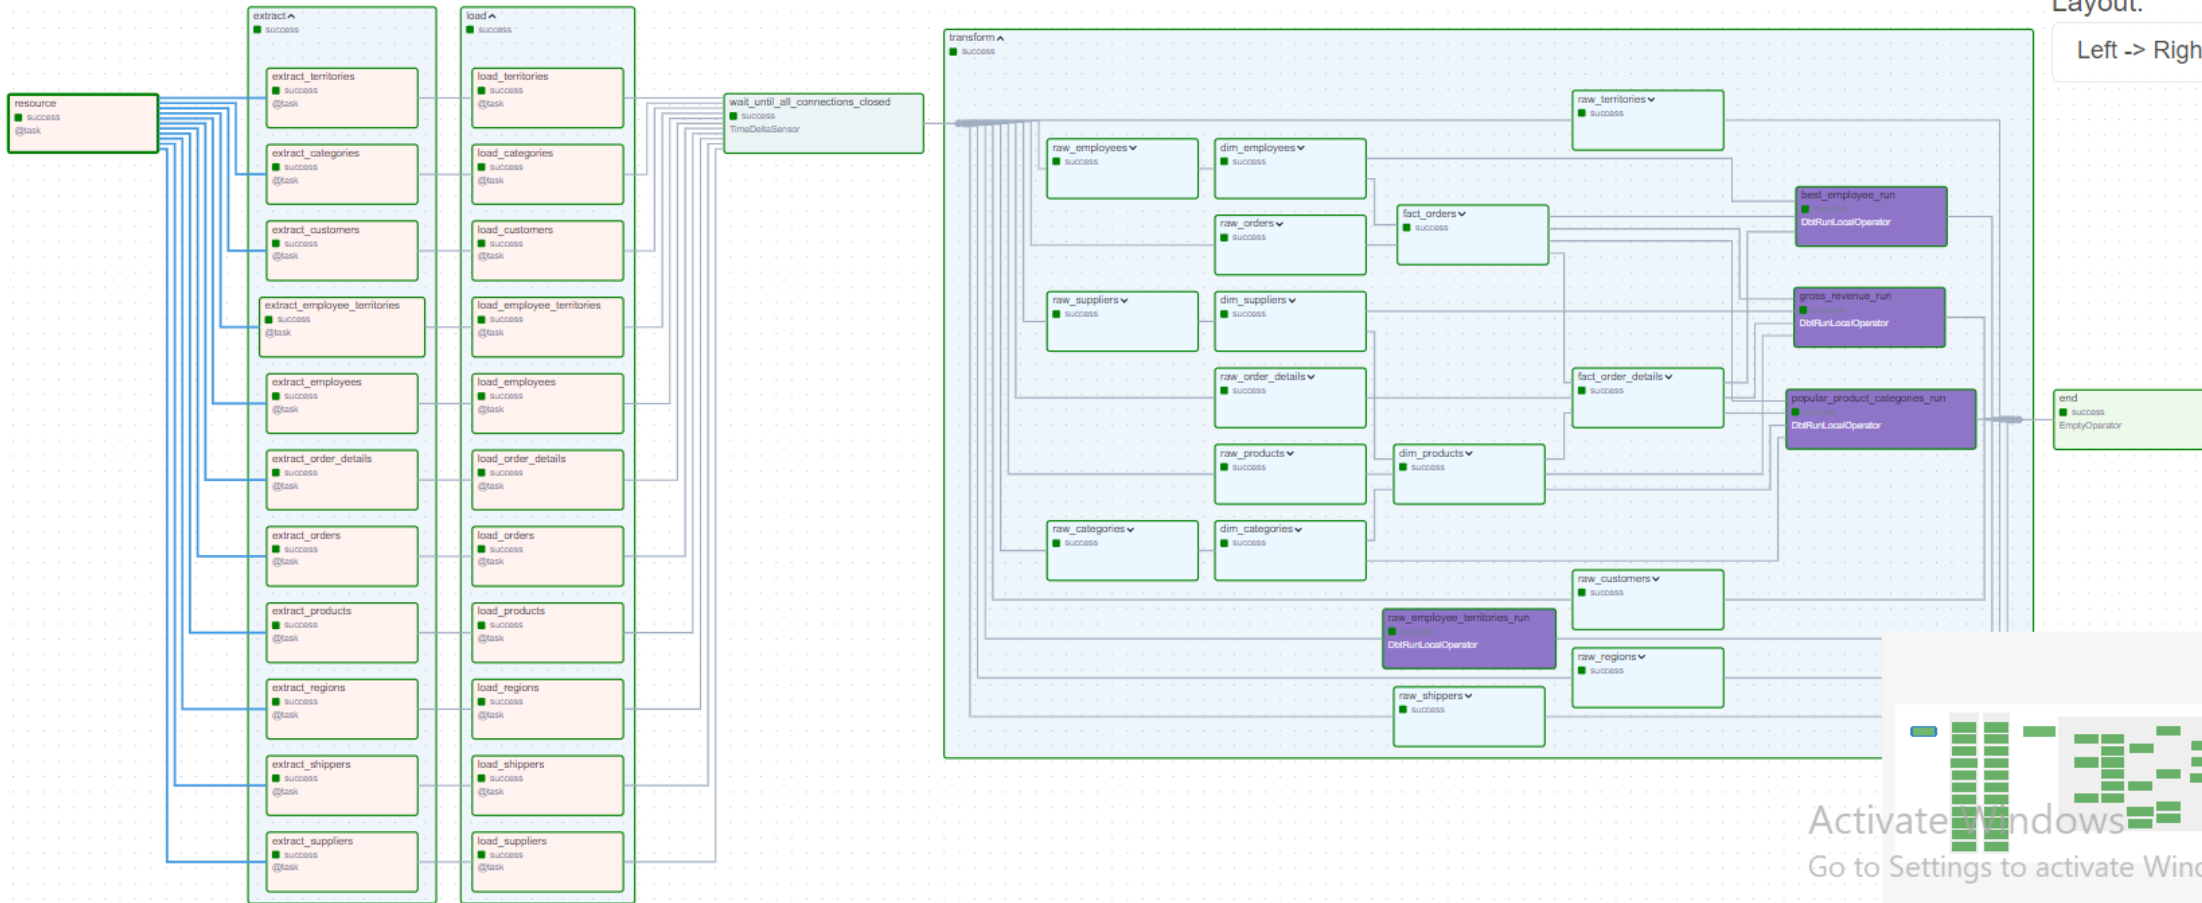 resource
success
@task
extract
success
extract_territories
success
@task
extract_categories
success
@task
extract_customers
success
@task
extract_employee_territories
success
@task
extract_employees
success
@task
extract_order_details
success
@task
extract_orders
success
@task
extract_products
success
@task
extract_regions
success
@task
extract_shippers
success
@task
extract_suppliers
success
@task
load
success
load_territories
success
@task
load_categories
success
@task
load_customers
success
@task
load_employee_territories
success
@task
load_employees
success
@task
load_order_details
success
@task
load_orders
success
@task
load_products
success
@task
load_regions
success
@task
load_shippers
success
@task
load_suppliers
success
@task
wait_until_all_connections_closed
success
TimeDeltaSensor
transform
success
raw_territories
success
raw_employees
success
dim_employees
success
raw_orders
success
fact_orders
success
best_employee_run
DbtRunLocalOperator
raw_suppliers
success
dim_suppliers
success
gross_revenue_run
DbtRunLocalOperator
raw_order_details
success
fact_order_details
success
popular_product_categories_run
DbtRunLocalOperator
raw_products
success
dim_products
success
raw_categories
success
dim_categories
success
raw_customers
success
raw_employee_territories_run
DbtRunLocalOperator
raw_regions
success
raw_shippers
success
end
success
EmptyOperator
Layout:
Left -> Righ
Activate Windows
Go to Settings to activate Wind